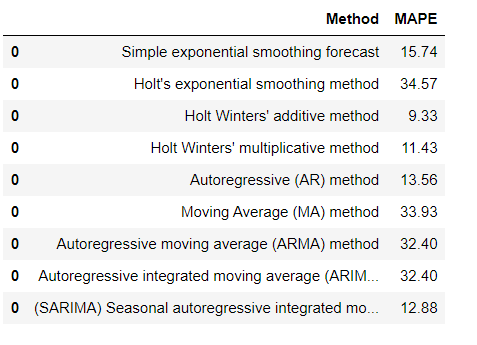 Method MAPE
0 Simple exponential smoothing forecast 15.74
0 Holt's exponential smoothing method 34.57
0 Holt Winters' additive method 9.33
0 Holt Winters' multiplicative method 11.43
0 Autoregressive (AR) method 13.56
0 Moving Average (MA) method 33.93
0 Autoregressive moving average (ARMA) method 32.40
0 Autoregressive integrated moving average (ARIM... 32.40
0 (SARIMA) Seasonal autoregressive integrated mo... 12.88